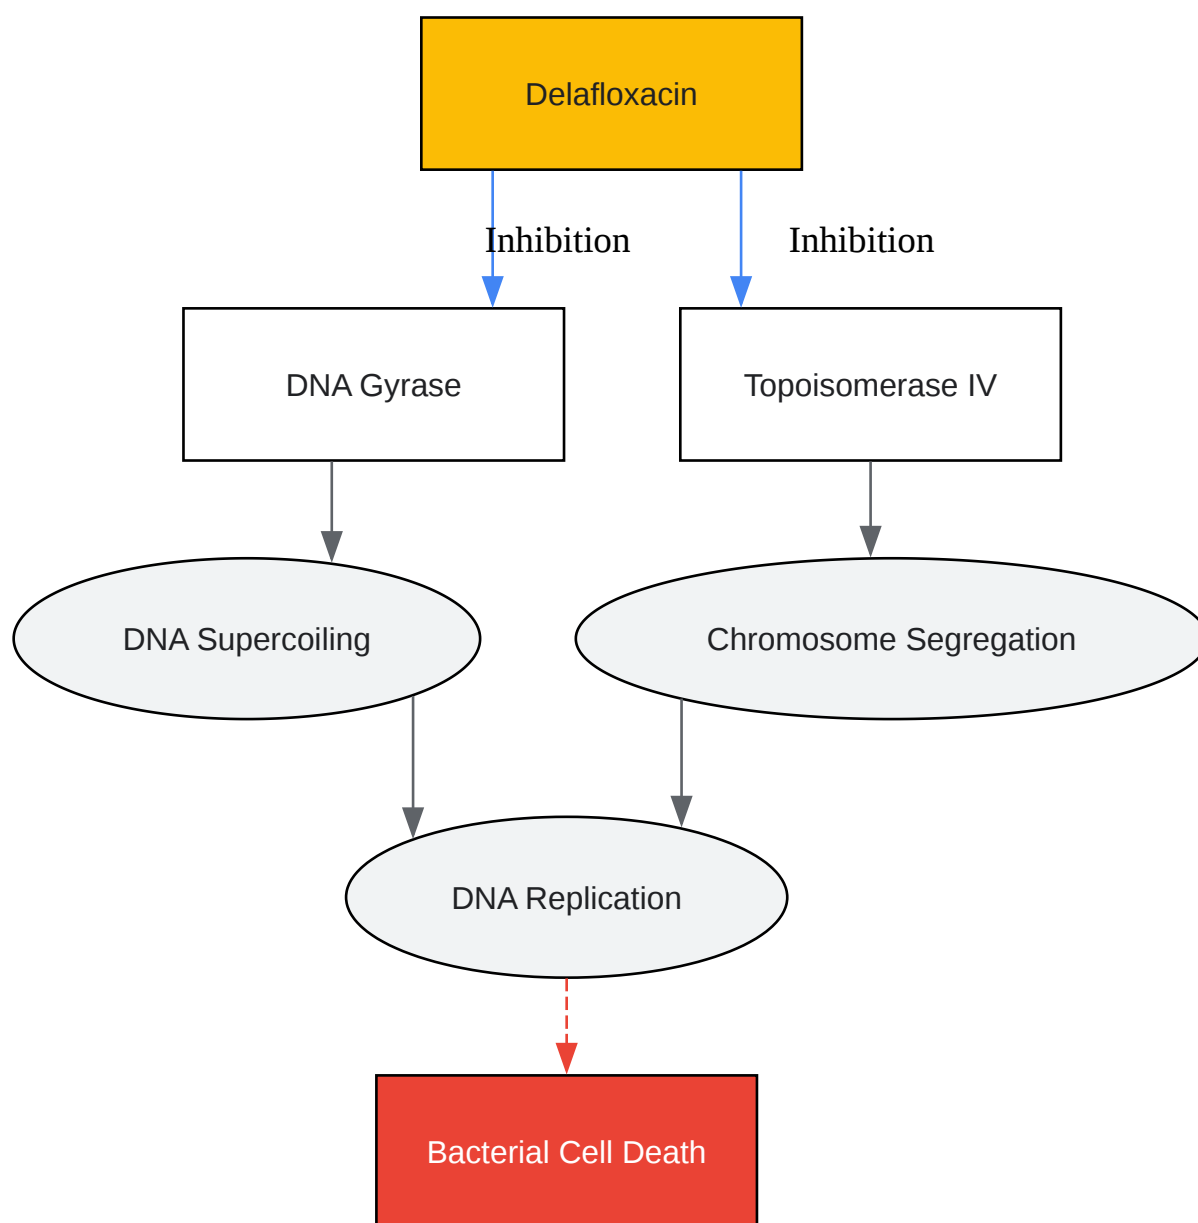 Delafloxacin
Inhibition
Inhibition
DNA Gyrase
Topoisomerase IV
DNA Supercoiling
Chromosome Segregation
DNA Replication
Bacterial Cell Death